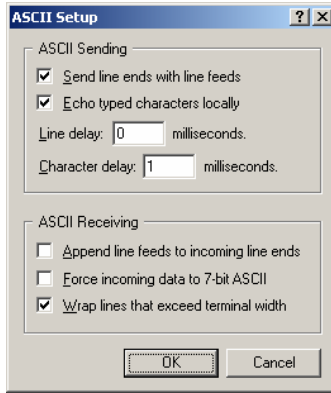 ASCII Setup
ASCII Sending
Send line ends with line feeds
Echo typed characters locally
Line delay: 0 milliseconds.
Character delay: 1 milliseconds.
ASCII Receiving
Append line feeds to incoming line ends
Force incoming data to 7-bit ASCII
Wrap lines that exceed terminal width
OK Cancel